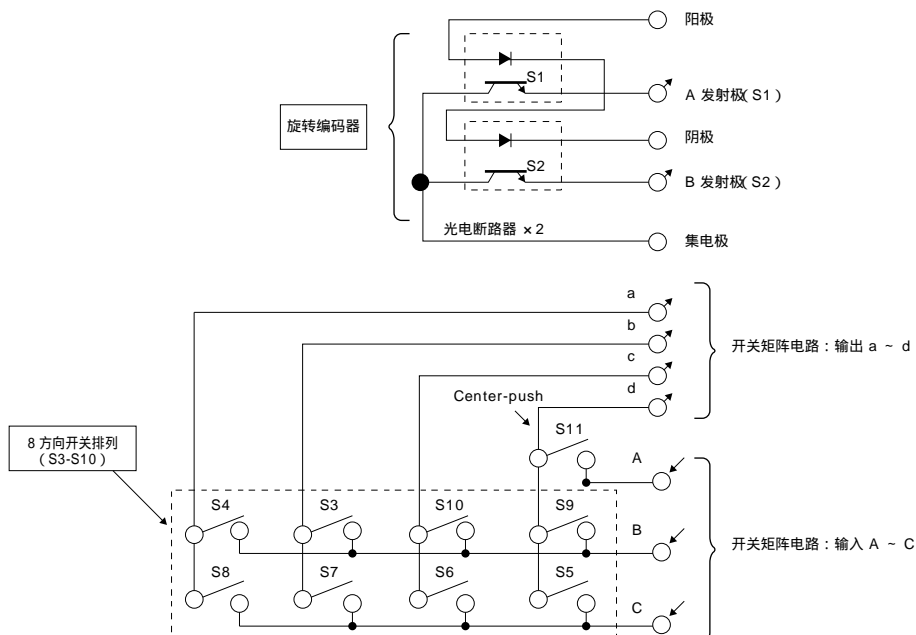 阳极
S1
A 发射极(S1)
旋转编码器
阴极
S2
B 发射极(S2)
光电断路器 ×2
集电极
a
b
开关矩阵电路:输出 a ~ d
c
Center-push
d
S11
8 方向开关排列
(S3-S10)
A
S4
S3
S10
S9
B
开关矩阵电路:输入 A ~ C
S8
S7
S6
S5
C